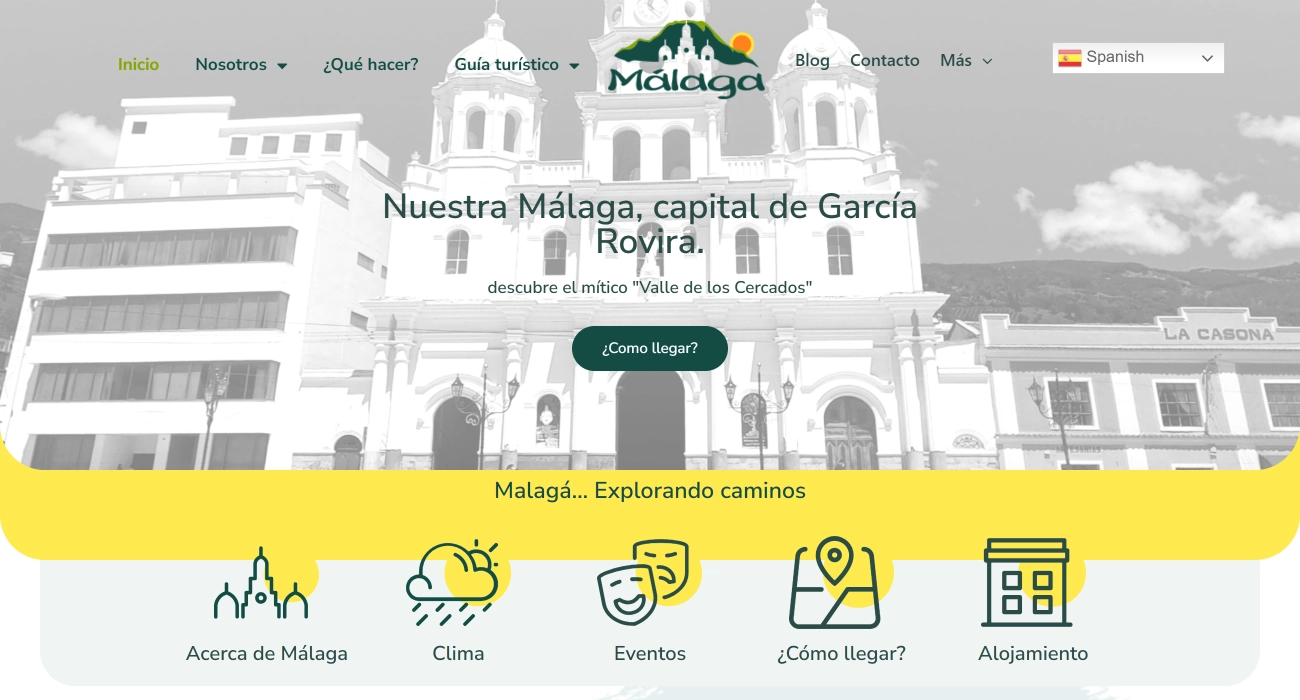 Inicio
Nosotros
¿Qué hacer?
Guía turístico
Málaga
Blog
Contacto
Más
Spanish
Nuestra Málaga, capital de García
Rovira.
descubre el mítico "Valle de los Cercados"
¿Como llegar?
LA CASONA
Malagá... Explorando caminos
Acerca de Málaga
Clima
Eventos
¿Cómo llegar?
Alojamiento